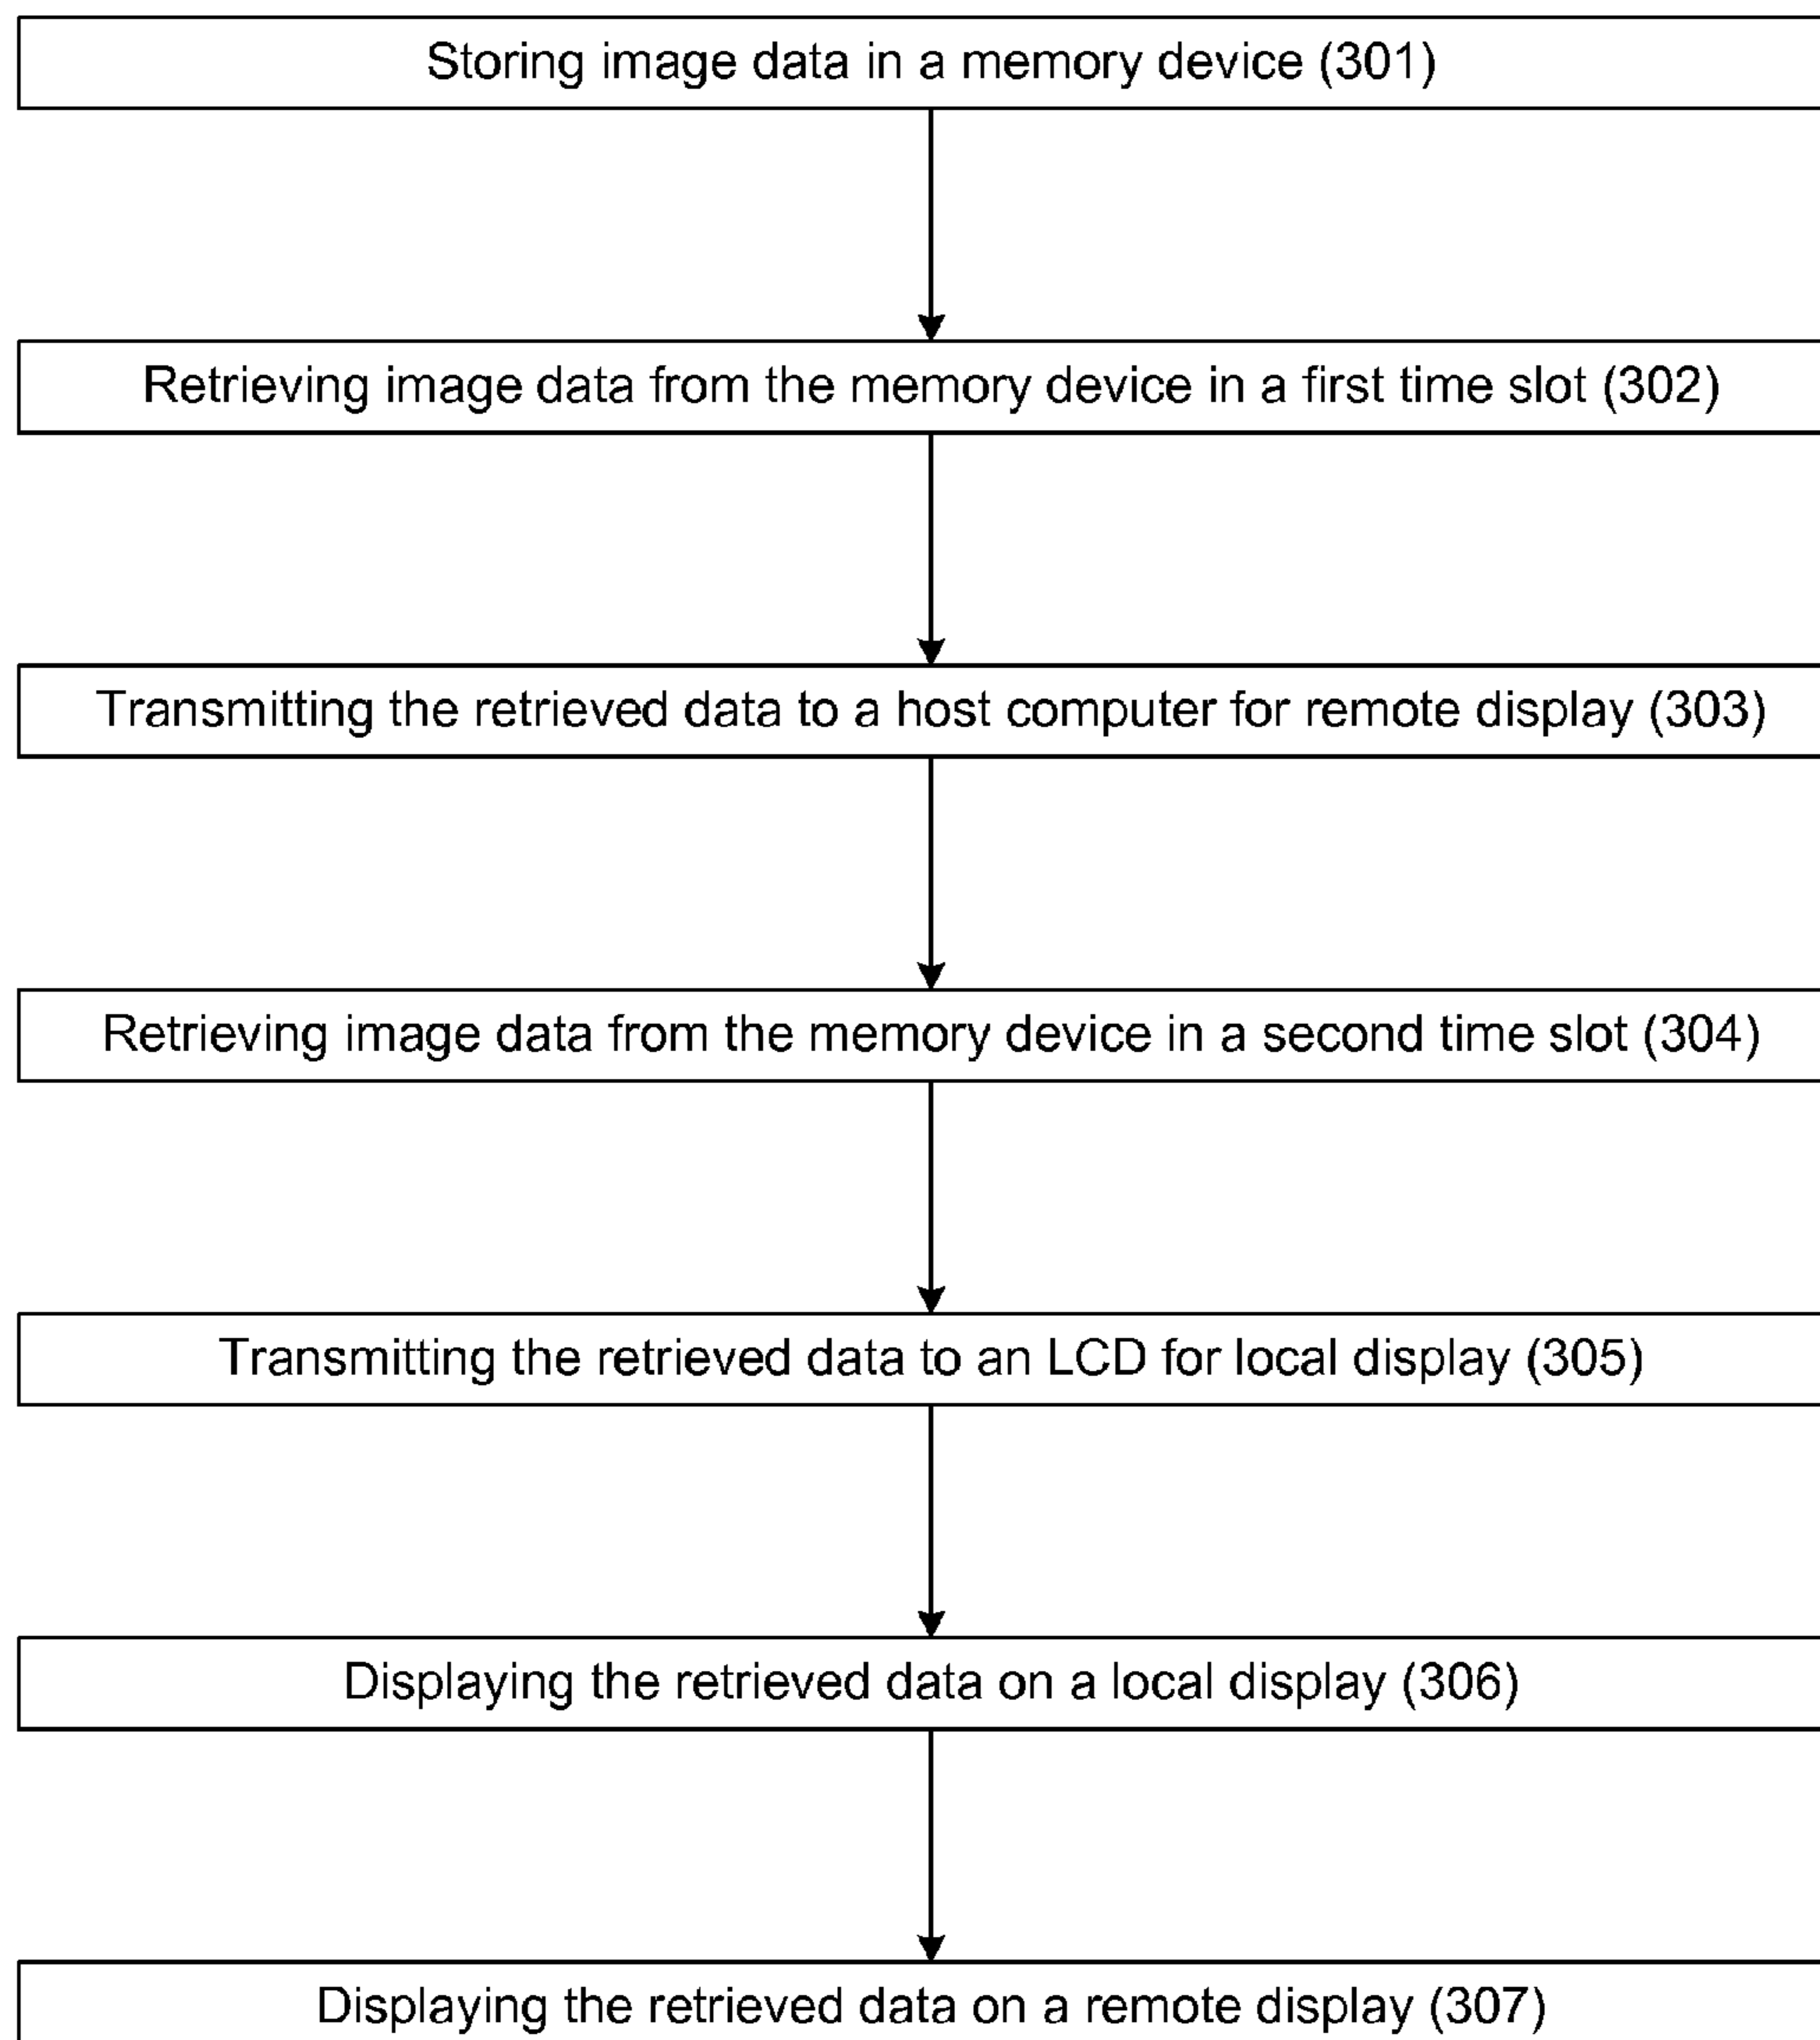 Storing image data in a memory device (301)
Retrieving image data from the memory device in a first time slot (302)
Transmitting the retrieved data to a host computer for remote display (303)
Retrieving image data from the memory device in a second time slot (304)
Transmitting the retrieved data to an LCD for local display (305)
Displaying the retrieved data on a local display (306)
Displaying the retrieved data on a remote display (307)